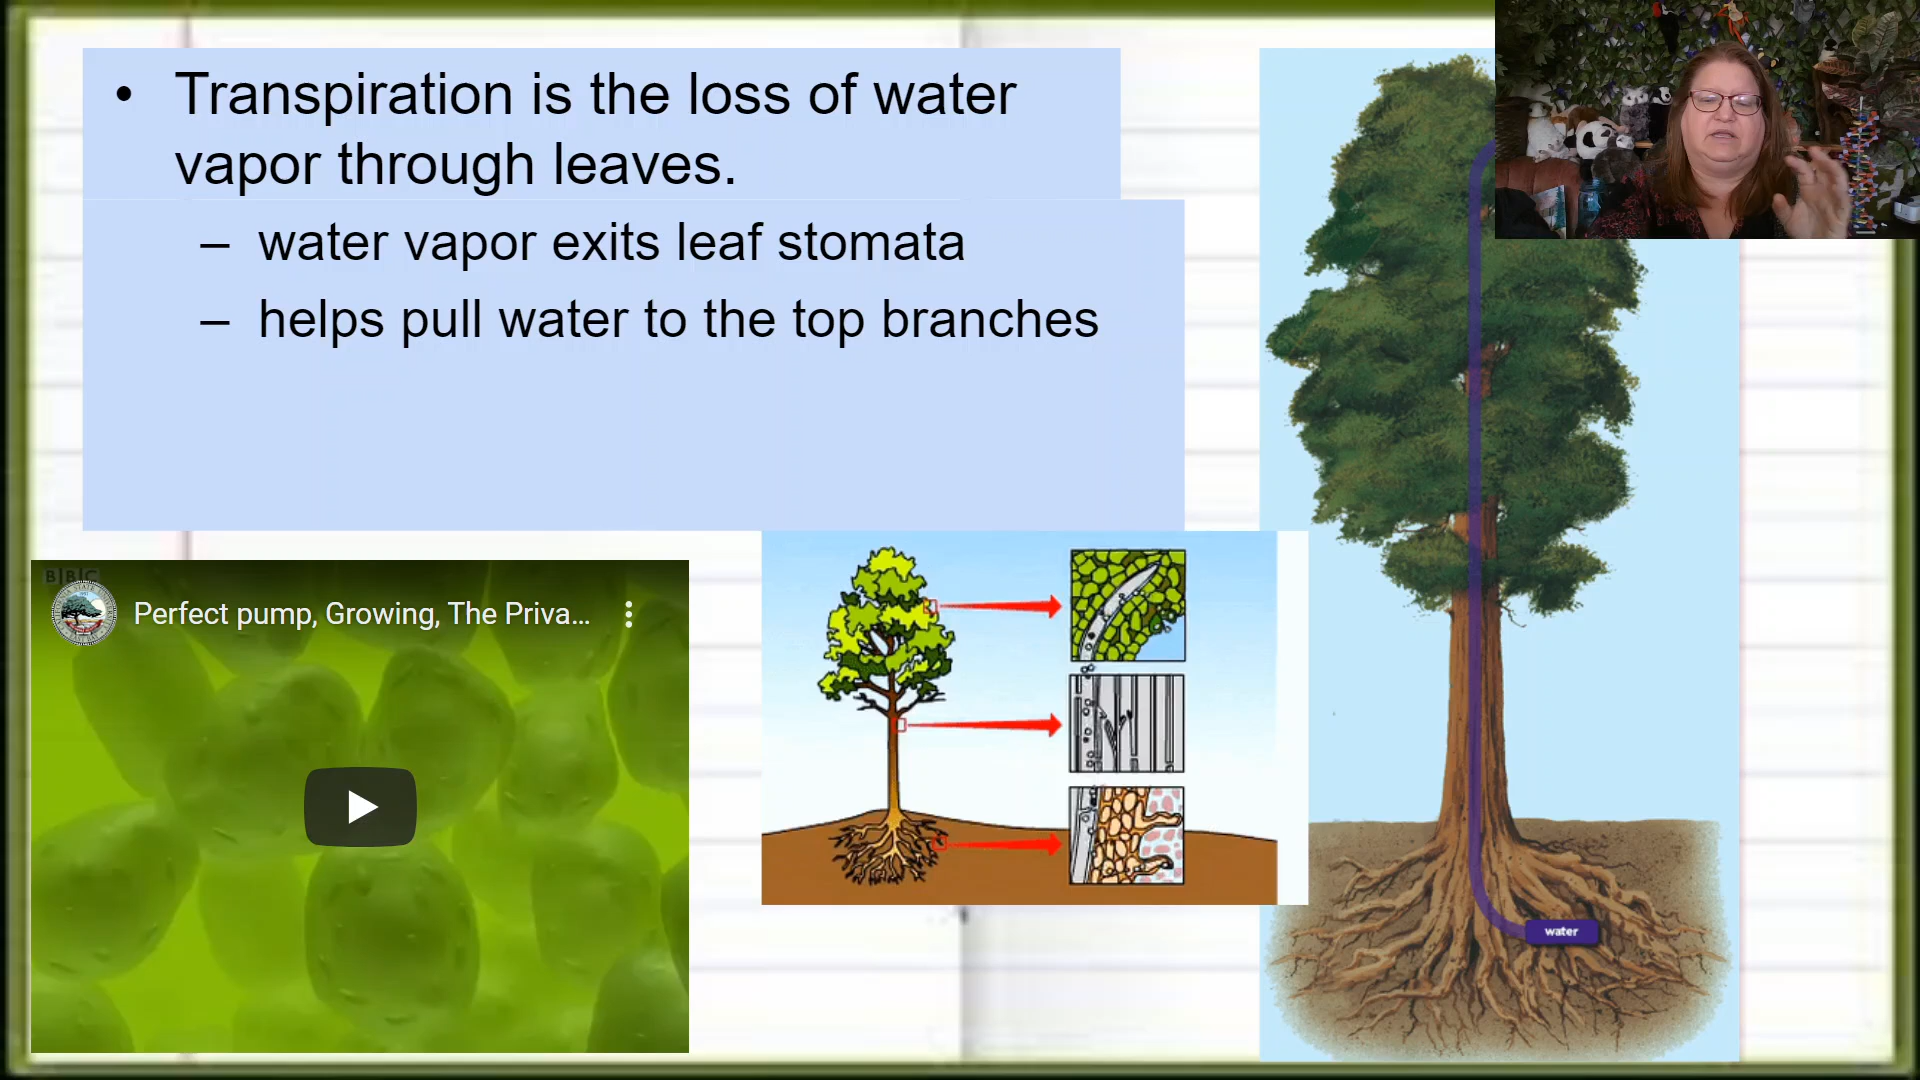 • Transpiration is the loss of water
vapor through leaves.
– water vapor exits leaf stomata
– helps pull water to the top branches
BBC
Perfect pump, Growing, The Priva...
water